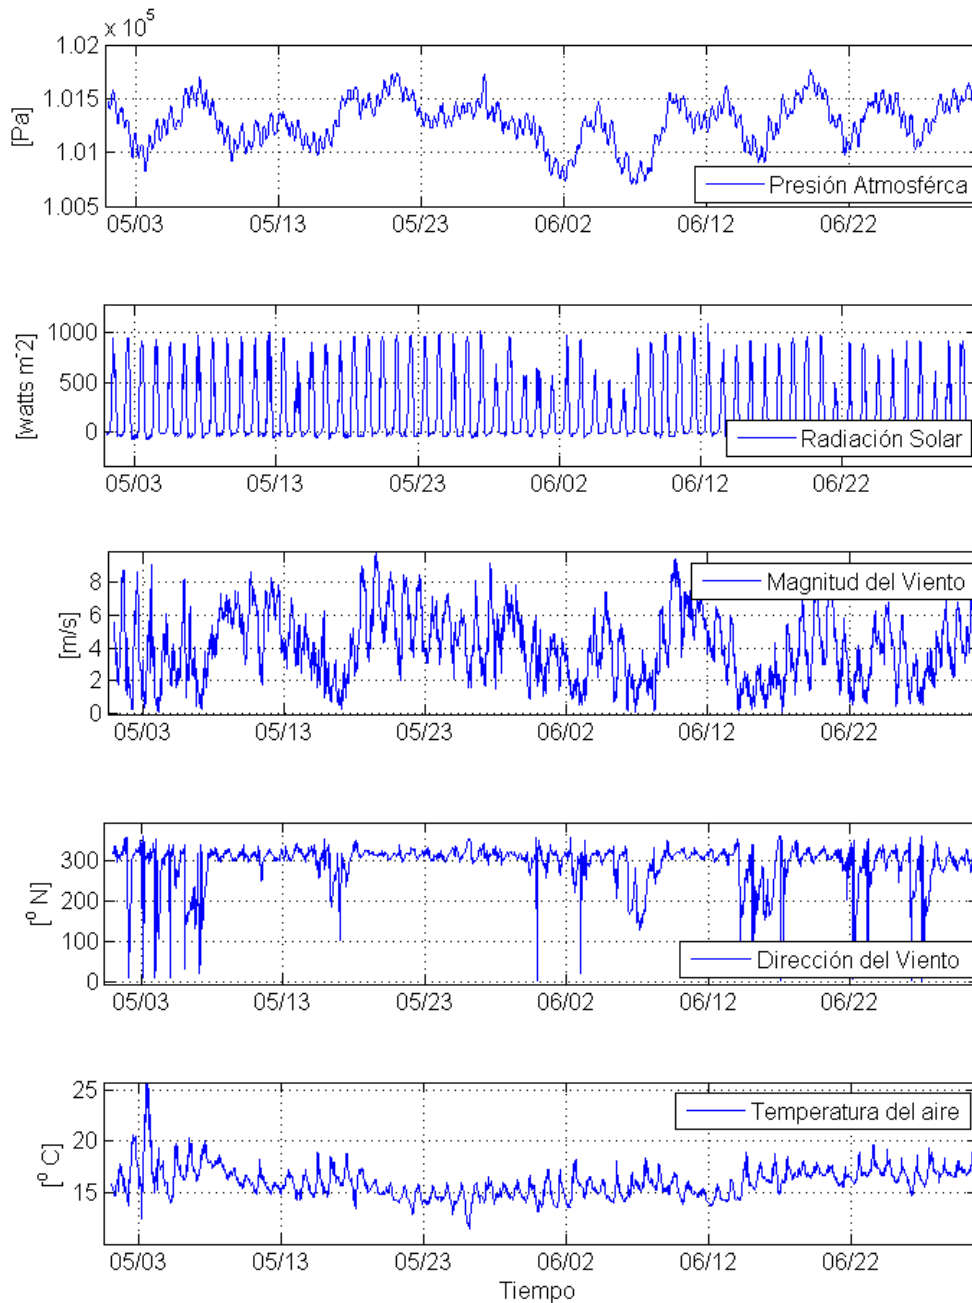 x 10^5
1.02
1.015
1.01
1.005
[Pa]
Presión Atmosférca
05/03 05/13 05/23 06/02 06/12 06/22
1000
500
0
[watts m^-2]
Radiación Solar
05/03 05/13 05/23 06/02 06/12 06/22
8
6
4
2
0
[m/s]
Magnitud del Viento
05/03 05/13 05/23 06/02 06/12 06/22
300
200
100
0
[º N]
Dirección del Viento
05/03 05/13 05/23 06/02 06/12 06/22
25
20
15
[º C]
Temperatura del aire
05/03 05/13 05/23 06/02 06/12 06/22
Tiempo